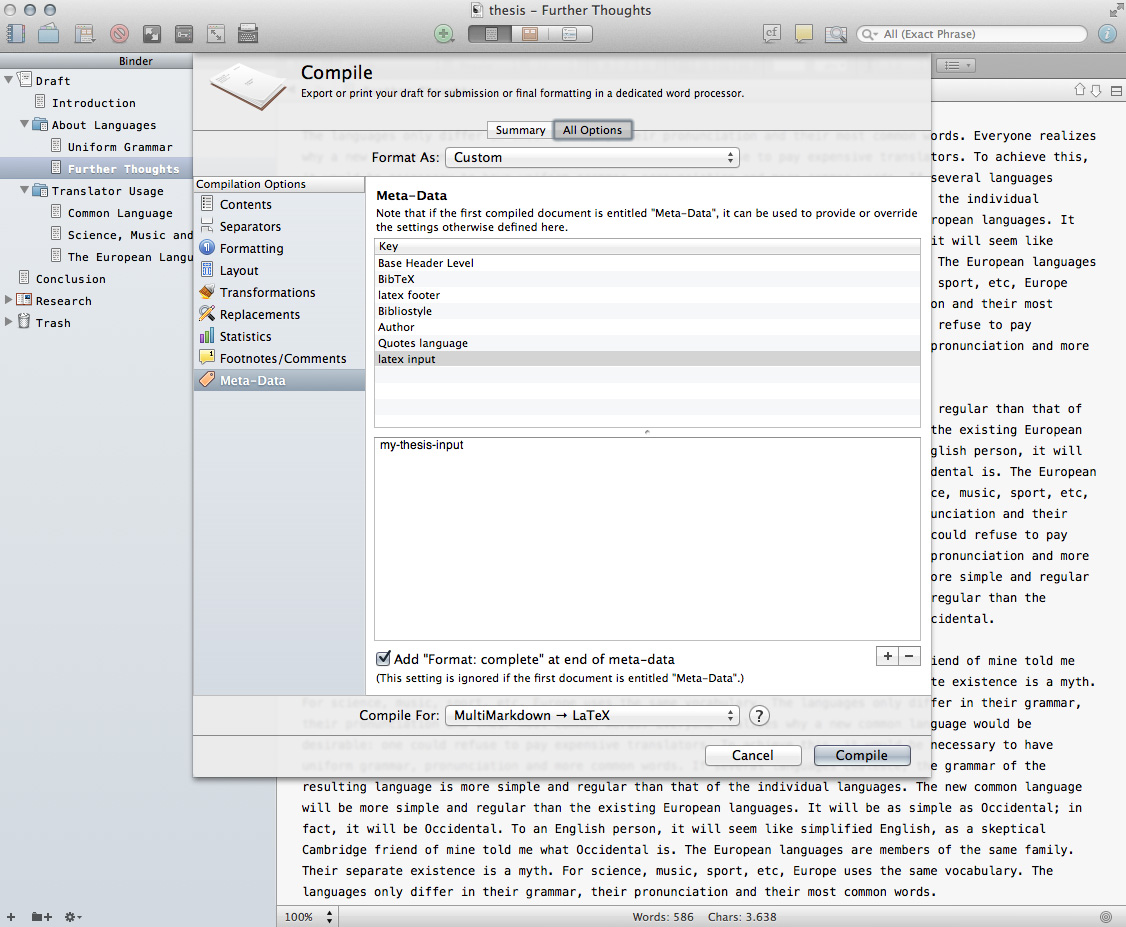 thesis – Further Thoughts
cf
All (Exact Phrase)
i
Binder
Draft
Introduction
About Languages
Uniform Grammar
Further Thoughts
Translator Usage
Common Language
Science, Music and
The European Langu
Conclusion
Research
Trash
Compile
Export or print your draft for submission or final formatting in a dedicated word processor.
Summary
All Options
Format As:
Custom
Compilation Options
Contents
Separators
Formatting
Layout
Transformations
Replacements
Statistics
Footnotes/Comments
Meta-Data
Meta-Data
Note that if the first compiled document is entitled "Meta-Data", it can be used to provide or override
the settings otherwise defined here.
Key
Base Header Level
BibTeX
latex footer
Bibliostyle
Author
Quotes language
latex input
my-thesis-input
Add "Format: complete" at end of meta-data
(This setting is ignored if the first document is entitled "Meta-Data".)
+ −
Compile For:
MultiMarkdown → LaTeX
?
Cancel
Compile
ords. Everyone realizes
tors. To achieve this,
several languages
the individual
ropean languages. It
it will seem like
The European languages
sport, etc, Europe
on and their most
refuse to pay
pronunciation and more
regular than that of
the existing European
glish person, it will
dental is. The European
ce, music, sport, etc,
unciation and their
could refuse to pay
pronunciation and more
ore simple and regular
regular than the
cidental.
iend of mine told me
te existence is a myth.
fer in their grammar,
guage would be
necessary to have
grammar of the
resulting language is more simple and regular than that of the individual languages. The new common language
will be more simple and regular than the existing European languages. It will be as simple as Occidental; in
fact, it will be Occidental. To an English person, it will seem like simplified English, as a skeptical
Cambridge friend of mine told me what Occidental is. The European languages are members of the same family.
Their separate existence is a myth. For science, music, sport, etc, Europe uses the same vocabulary. The
languages only differ in their grammar, their pronunciation and their most common words.
100%
Words: 586 Chars: 3.638